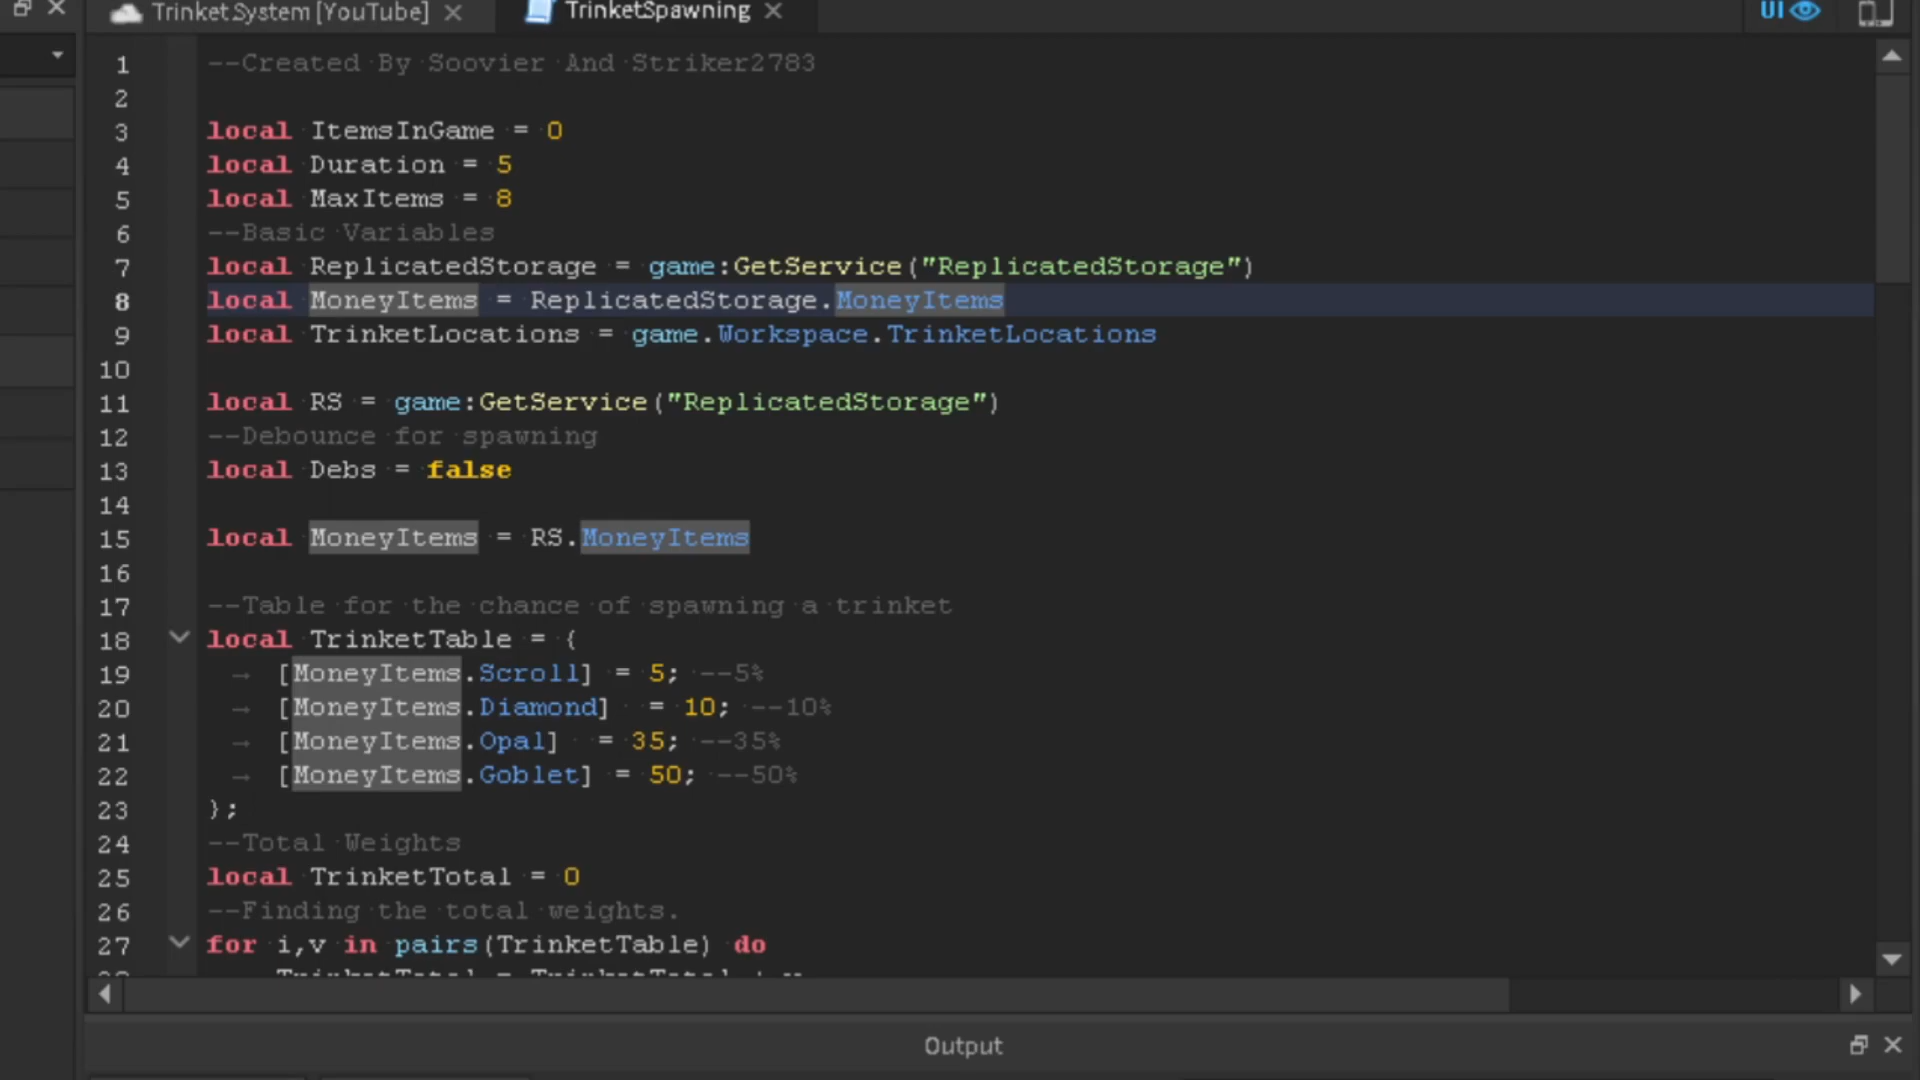 TrinketSystem [YouTube]
TrinketSpawning
UI
1 --Created By Soovier And Striker2783
2
3 local ItemsInGame = 0
4 local Duration = 5
5 local MaxItems = 8
6 --Basic Variables
7 local ReplicatedStorage = game:GetService("ReplicatedStorage")
8 local MoneyItems = ReplicatedStorage.MoneyItems
9 local TrinketLocations = game.Workspace.TrinketLocations
10
11 local RS = game:GetService("ReplicatedStorage")
12 --Debounce for spawning
13 local Debs = false
14
15 local MoneyItems = RS.MoneyItems
16
17 --Table for the chance of spawning a trinket
18 local TrinketTable = {
19 [MoneyItems.Scroll] = 5; --5%
20 [MoneyItems.Diamond] = 10; --10%
21 [MoneyItems.Opal] = 35; --35%
22 [MoneyItems.Goblet] = 50; --50%
23 };
24 --Total Weights
25 local TrinketTotal = 0
26 --Finding the total weights.
27 for i,v in pairs(TrinketTable) do
Output